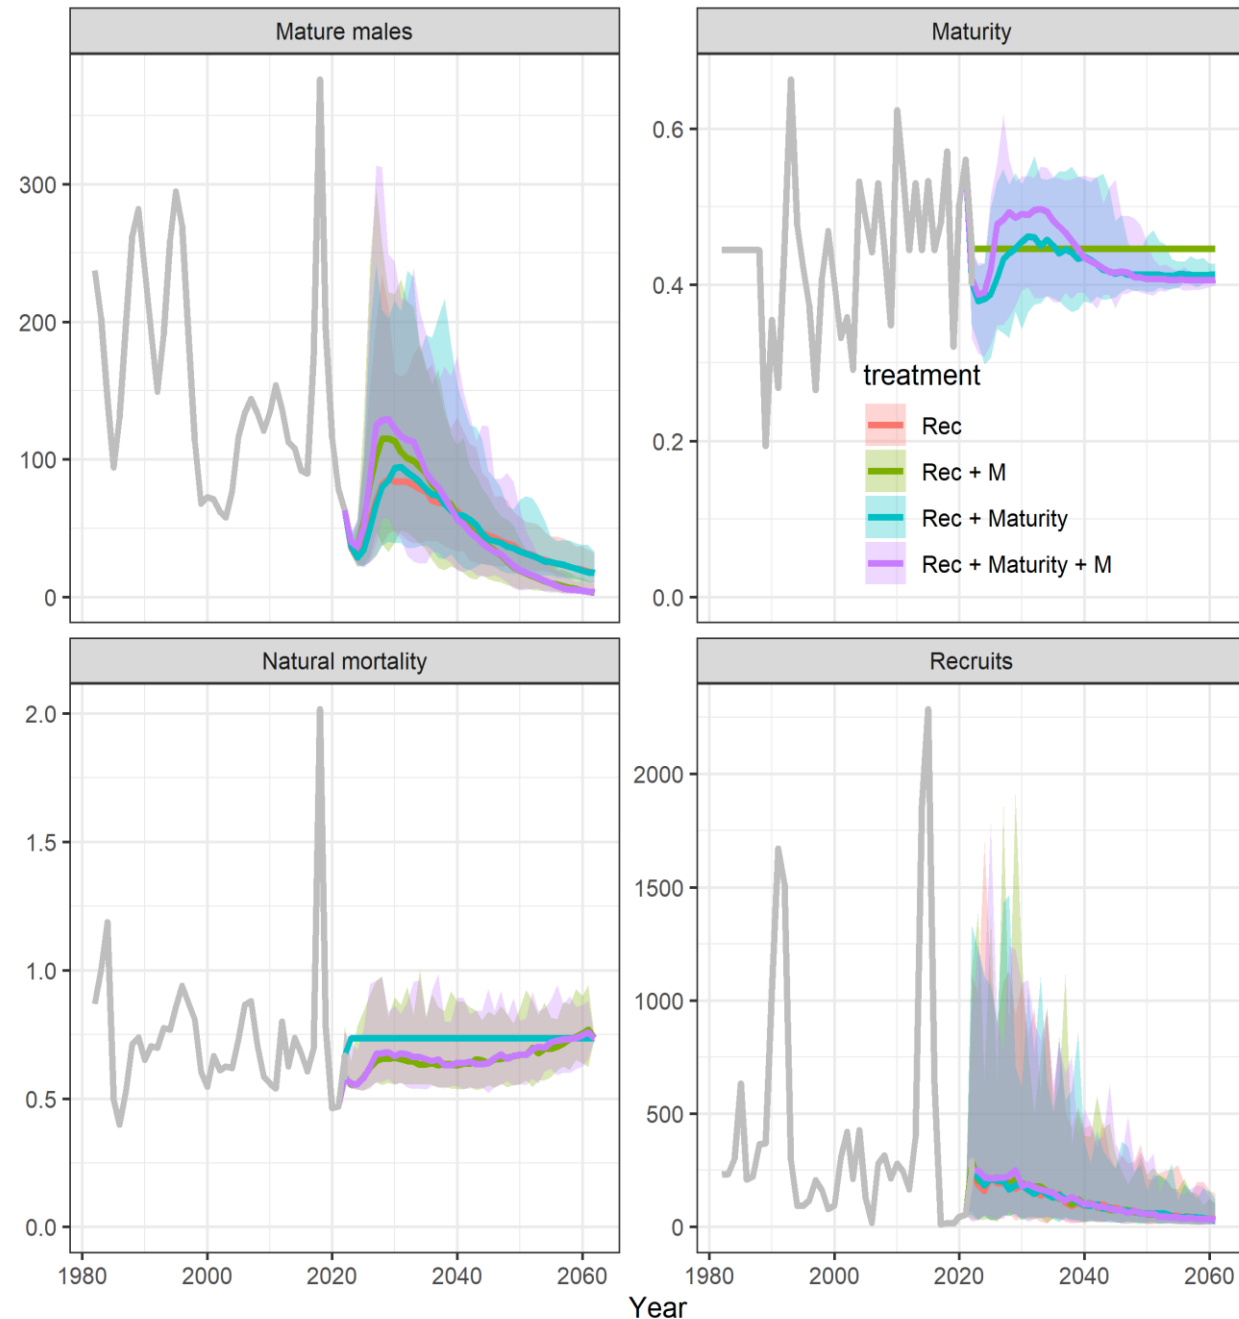 Mature males
Maturity
300
200
100
0
0.6
0.4
0.2
0.0
treatment
Rec
Rec + M
Rec + Maturity
Rec + Maturity + M
Natural mortality
Recruits
2.0
1.5
1.0
0.5
0.0
2000
1500
1000
500
0
1980 2000 2020 2040 2060
1980 2000 2020 2040 2060
Year